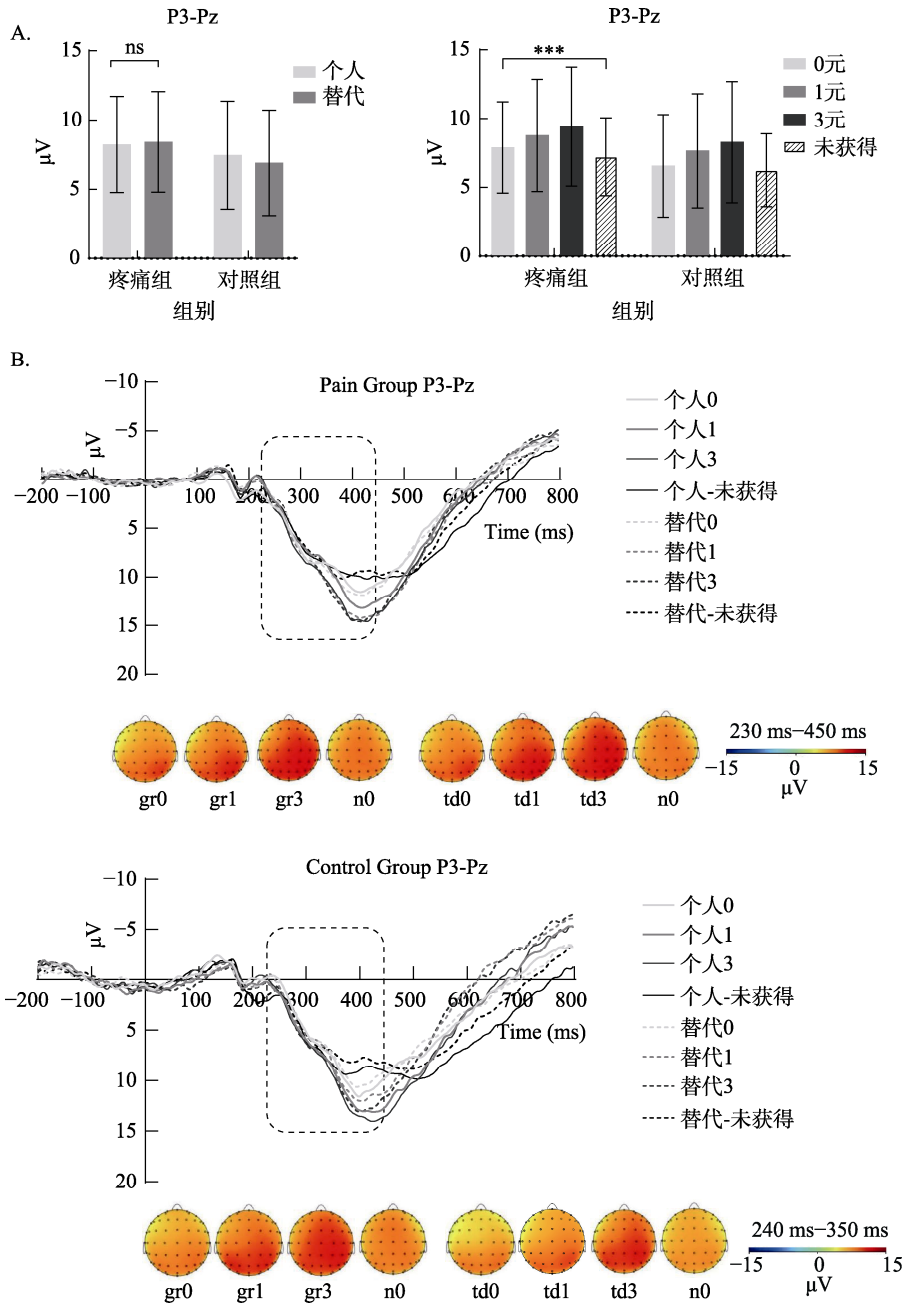 A.
P3-Pz
ns
15
10
5
0
μV
个人
替代
疼痛组
对照组
组别
P3-Pz
***
15
10
5
0
μV
0元
1元
3元
未获得
疼痛组
对照组
组别
B.
Pain Group P3-Pz
−10
−5
5
10
15
20
μV
−200 −100 100 200 300 400 500 600 700 800
Time (ms)
个人0
个人1
个人3
个人-未获得
替代0
替代1
替代3
替代-未获得
gr0 gr1 gr3 n0 td0 td1 td3 n0
230 ms−450 ms
−15 0 15
μV
Control Group P3-Pz
−10
−5
5
10
15
20
μV
−200 −100 100 200 300 400 500 600 700 800
Time (ms)
个人0
个人1
个人3
个人-未获得
替代0
替代1
替代3
替代-未获得
gr0 gr1 gr3 n0 td0 td1 td3 n0
240 ms−350 ms
−15 0 15
μV